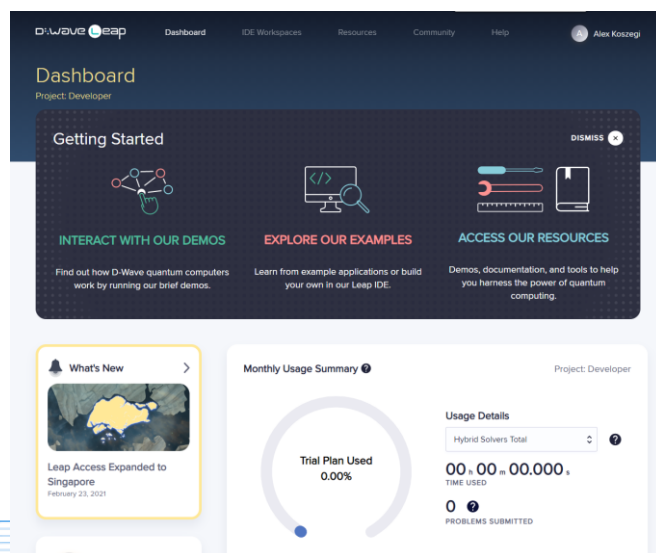 D:wave Leap
Dashboard
IDE Workspaces
Resources
Community
Help
A
Alex Koszegi
Dashboard
Project: Developer
Getting Started
DISMISS ×
</>
INTERACT WITH OUR DEMOS
Find out how D-Wave quantum computers
work by running our brief demos.
EXPLORE OUR EXAMPLES
Learn from example applications or build
your own in our Leap IDE.
ACCESS OUR RESOURCES
Demos, documentation, and tools to help
you harness the power of quantum
computing.
What's New
Leap Access Expanded to
Singapore
February 23, 2021
Monthly Usage Summary ?
Project: Developer
Trial Plan Used
0.00%
Usage Details
Hybrid Solvers Total
?
00 h 00 m 00.000 s
TIME USED
0 ?
PROBLEMS SUBMITTED